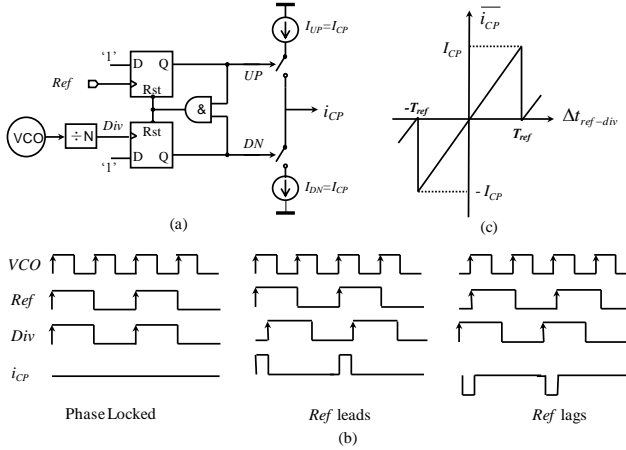 I_UP=I_CP
‘1’
D Q
Ref
Rst
UP
&
i_CP
VCO
÷N
Div
Rst
D Q
‘1’
DN
I_DN=I_CP
(a)
i_CP
I_CP
-T_ref
T_ref
Δt_ref-div
- I_CP
(c)
VCO
Ref
Div
i_CP
Phase Locked
Ref leads
Ref lags
(b)